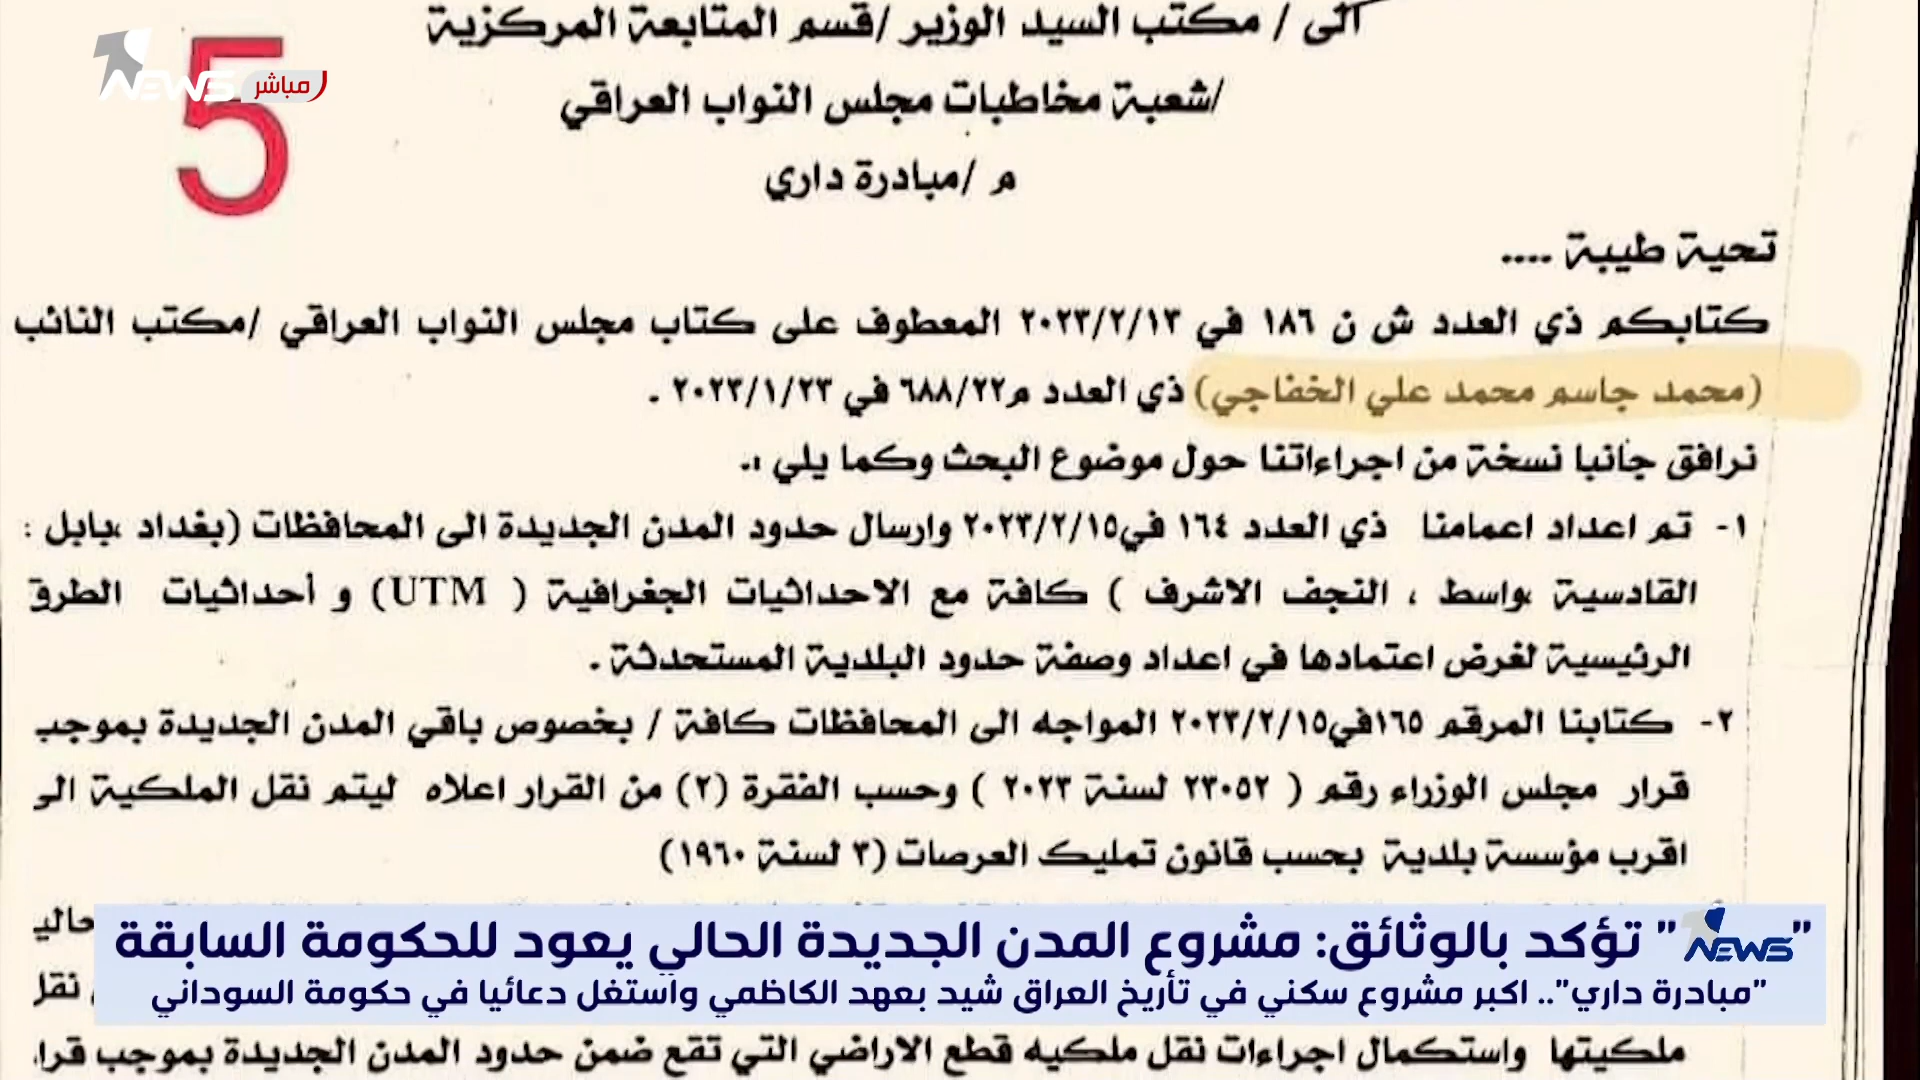 الى / مكتب السيد الوزير /قسم المتابعة المركزية
/شعبة مخاطبات مجلس النواب العراقي
م /مبادرة داري
5
NEWS
مباشر
تحية طيبة ....
كتابكم ذي العدد ش ن ١٨٦ في ٢٠٢٣/٢/١٣ المعطوف على كتاب مجلس النواب العراقي /مكتب النائب
(محمد جاسم محمد علي الخفاجي) ذي العدد م٦٨٨/٢٢ في ٢٠٢٣/١/٢٣ .
نرافق جانبا نسخة من اجراءاتنا حول موضوع البحث وكما يلي :.
١- تم اعداد اعمامنا ذي العدد ١٦٤ في٢٠٢٣/٢/١٥ وارسال حدود المدن الجديدة الى المحافظات (بغداد ،بابل :
القادسية ،واسط ، النجف الاشرف ) كافة مع الاحداثيات الجغرافية ( UTM) و أحداثيات الطرق
الرئيسية لغرض اعتمادها في اعداد وصفة حدود البلدية المستحدثة .
٢- كتابنا المرقم ١٦٥في٢٠٢٣/٢/١٥ المواجه الى المحافظات كافة / بخصوص باقي المدن الجديدة بموجب
قرار مجلس الوزراء رقم ( ٢٣٠٥٢ لسنة ٢٠٢٣ ) وحسب الفقرة (٢) من القرار اعلاه ليتم نقل الملكية الى
اقرب مؤسسة بلدية بحسب قانون تمليك العرصات (٣ لسنة ١٩٦٠)
حالي
"NEWS" تؤكد بالوثائق: مشروع المدن الجديدة الحالي يعود للحكومة السابقة
"مبادرة داري".. اكبر مشروع سكني في تأريخ العراق شيد بعهد الكاظمي واستغل دعائيا في حكومة السوداني
نقل
ملكيتها واستكمال اجراءات نقل ملكيه قطع الاراضي التي تقع ضمن حدود المدن الجديدة بموجب قرا